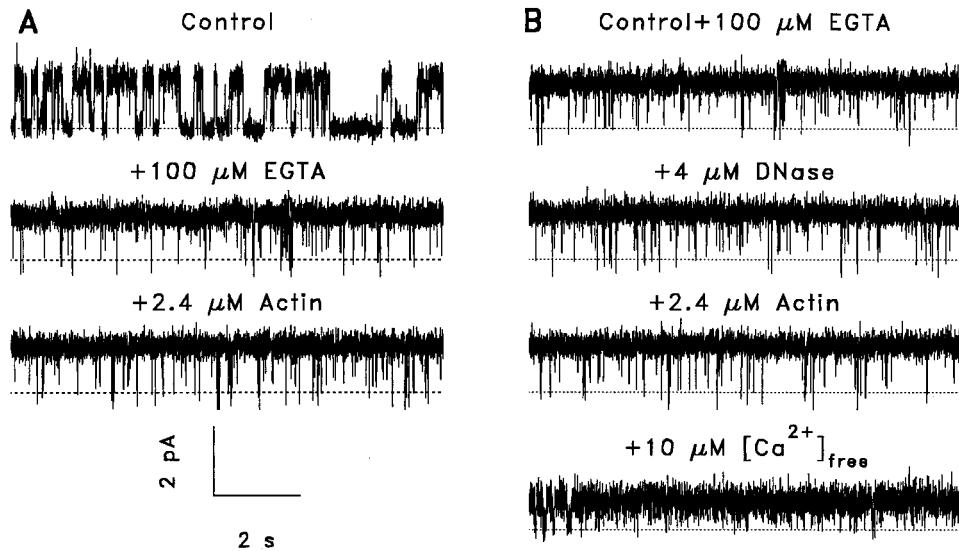 A
Control
+100 μM EGTA
+2.4 μM Actin
2 pA
2 s
B
Control+100 μM EGTA
+4 μM DNase
+2.4 μM Actin
+10 μM [Ca²⁺]free